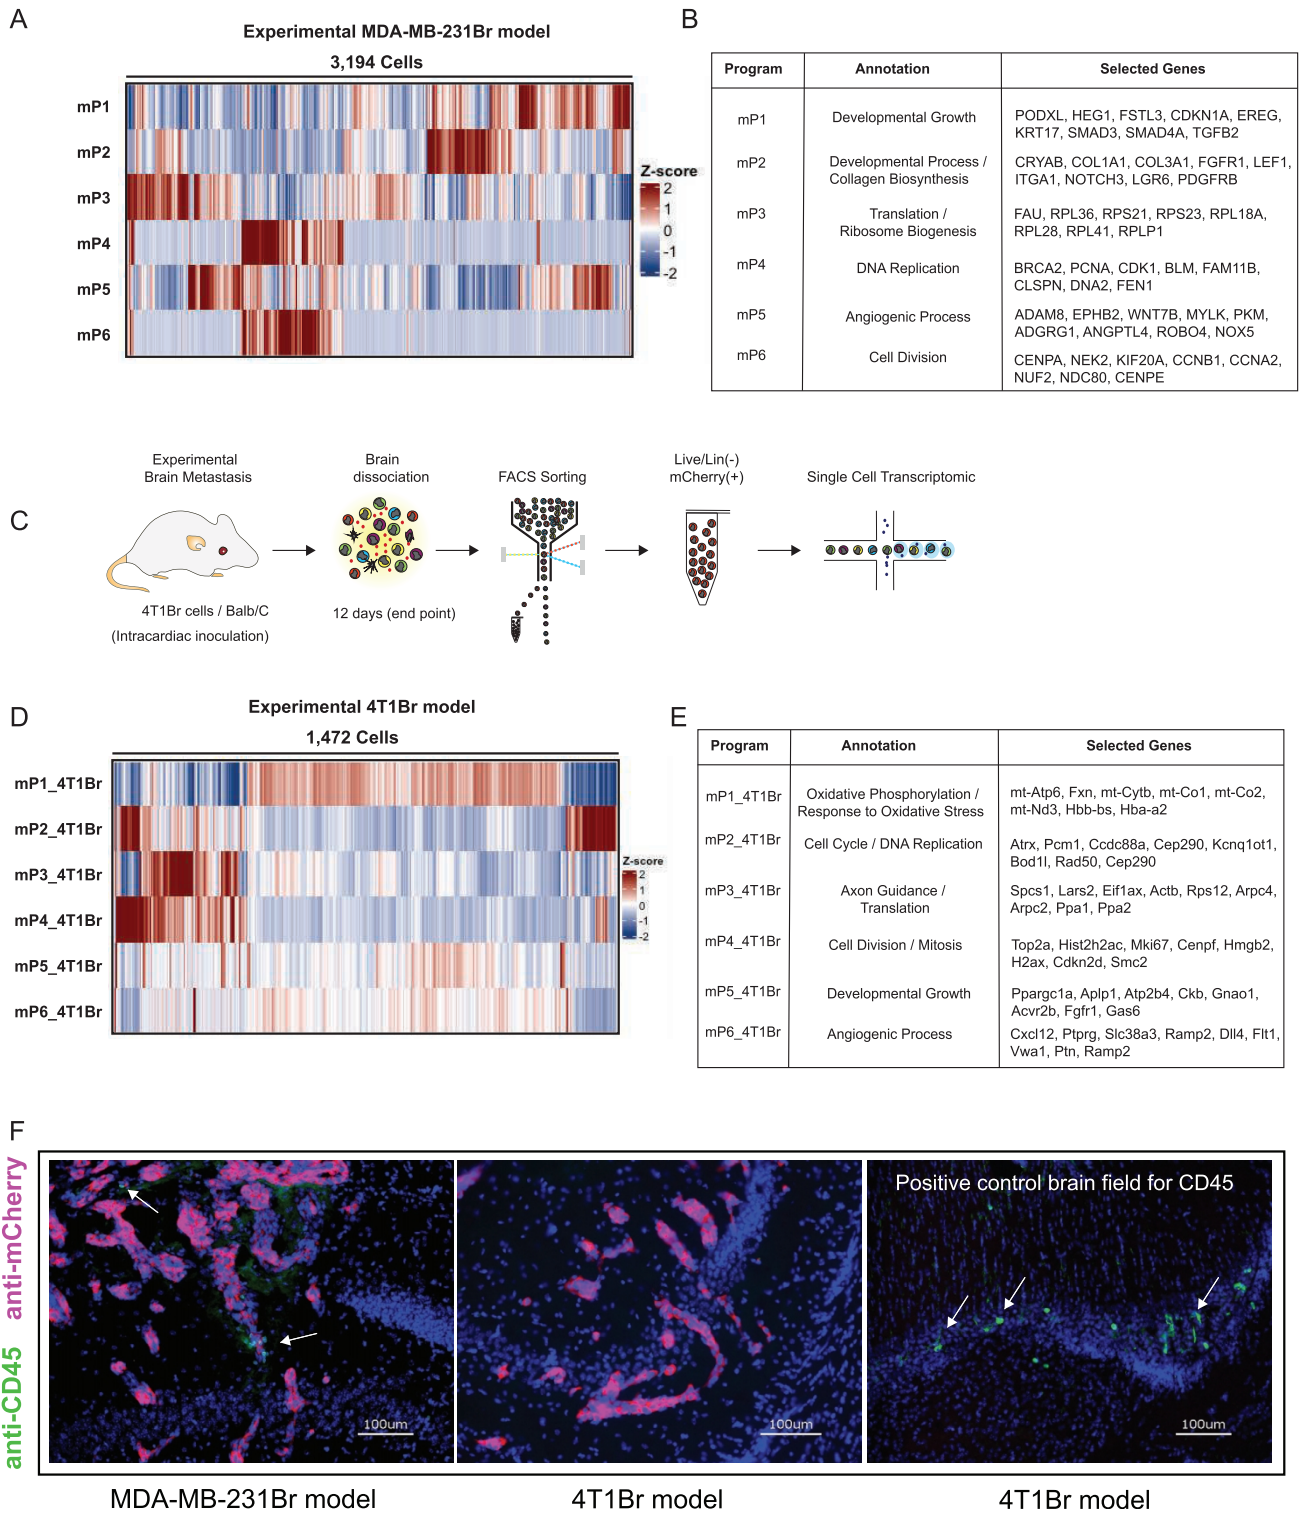 A
Experimental MDA-MB-231Br model
3,194 Cells
mP1
mP2
mP3
mP4
mP5
mP6
Z-score
2
1
0
-1
-2
B
Program Annotation Selected Genes
mP1 Developmental Growth PODXL, HEG1, FSTL3, CDKN1A, EREG,
KRT17, SMAD3, SMAD4A, TGFB2
mP2 Developmental Process / CRYAB, COL1A1, COL3A1, FGFR1, LEF1,
Collagen Biosynthesis ITGA1, NOTCH3, LGR6, PDGFRB
mP3 Translation / FAU, RPL36, RPS21, RPS23, RPL18A,
Ribosome Biogenesis RPL28, RPL41, RPLP1
mP4 DNA Replication BRCA2, PCNA, CDK1, BLM, FAM11B,
CLSPN, DNA2, FEN1
mP5 Angiogenic Process ADAM8, EPHB2, WNT7B, MYLK, PKM,
ADGRG1, ANGPTL4, ROBO4, NOX5
mP6 Cell Division CENPA, NEK2, KIF20A, CCNB1, CCNA2,
NUF2, NDC80, CENPE
C
Experimental
Brain Metastasis
Brain
dissociation
FACS Sorting
Live/Lin(-)
mCherry(+)
Single Cell Transcriptomic
4T1Br cells / Balb/C
(Intracardiac inoculation)
12 days (end point)
D
Experimental 4T1Br model
1,472 Cells
mP1_4T1Br
mP2_4T1Br
mP3_4T1Br
mP4_4T1Br
mP5_4T1Br
mP6_4T1Br
Z-score
2
1
0
-1
-2
E
Program Annotation Selected Genes
mP1_4T1Br Oxidative Phosphorylation / mt-Atp6, Fxn, mt-Cytb, mt-Co1, mt-Co2,
Response to Oxidative Stress mt-Nd3, Hbb-bs, Hba-a2
mP2_4T1Br Cell Cycle / DNA Replication Atrx, Pcm1, Ccdc88a, Cep290, Kcnq1ot1,
Bod1l, Rad50, Cep290
mP3_4T1Br Axon Guidance / Spcs1, Lars2, Eif1ax, Actb, Rps12, Arpc4,
Translation Arpc2, Ppa1, Ppa2
mP4_4T1Br Cell Division / Mitosis Top2a, Hist2h2ac, Mki67, Cenpf, Hmgb2,
H2ax, Cdkn2d, Smc2
mP5_4T1Br Developmental Growth Ppargc1a, Aplp1, Atp2b4, Ckb, Gnao1,
Acvr2b, Fgfr1, Gas6
mP6_4T1Br Angiogenic Process Cxcl12, Ptprg, Slc38a3, Ramp2, Dll4, Flt1,
Vwa1, Ptn, Ramp2
F
anti-CD45 anti-mCherry
Positive control brain field for CD45
100um
100um
100um
MDA-MB-231Br model
4T1Br model
4T1Br model